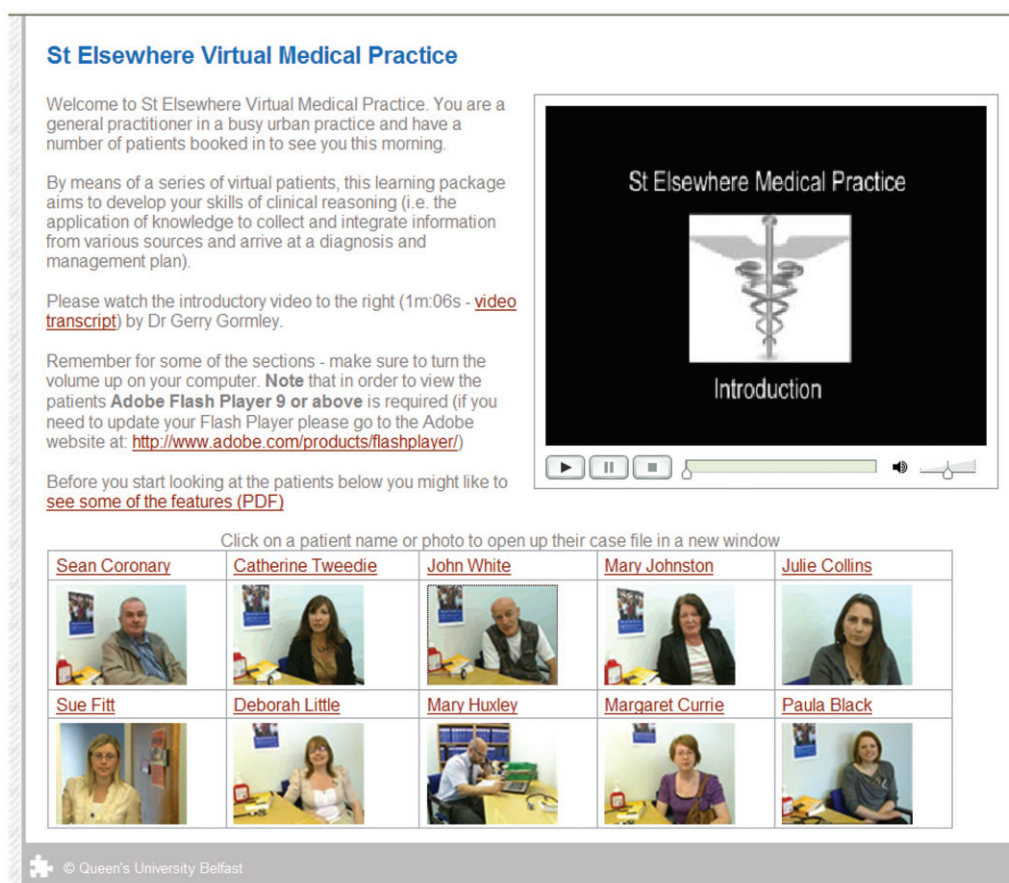 St Elsewhere Virtual Medical Practice
Welcome to St Elsewhere Virtual Medical Practice. You are a
general practitioner in a busy urban practice and have a
number of patients booked in to see you this morning.
By means of a series of virtual patients, this learning package
aims to develop your skills of clinical reasoning (i.e. the
application of knowledge to collect and integrate information
from various sources and arrive at a diagnosis and
management plan).
Please watch the introductory video to the right (1m:06s - video
transcript) by Dr Gerry Gormley.
Remember for some of the sections - make sure to turn the
volume up on your computer. Note that in order to view the
patients Adobe Flash Player 9 or above is required (if you
need to update your Flash Player please go to the Adobe
website at: http://www.adobe.com/products/flashplayer/)
Before you start looking at the patients below you might like to
see some of the features (PDF)
St Elsewhere Medical Practice
Introduction
Click on a patient name or photo to open up their case file in a new window
Sean Coronary
Catherine Tweedie
John White
Mary Johnston
Julie Collins
Sue Fitt
Deborah Little
Mary Huxley
Margaret Currie
Paula Black
© Queen's University Belfast